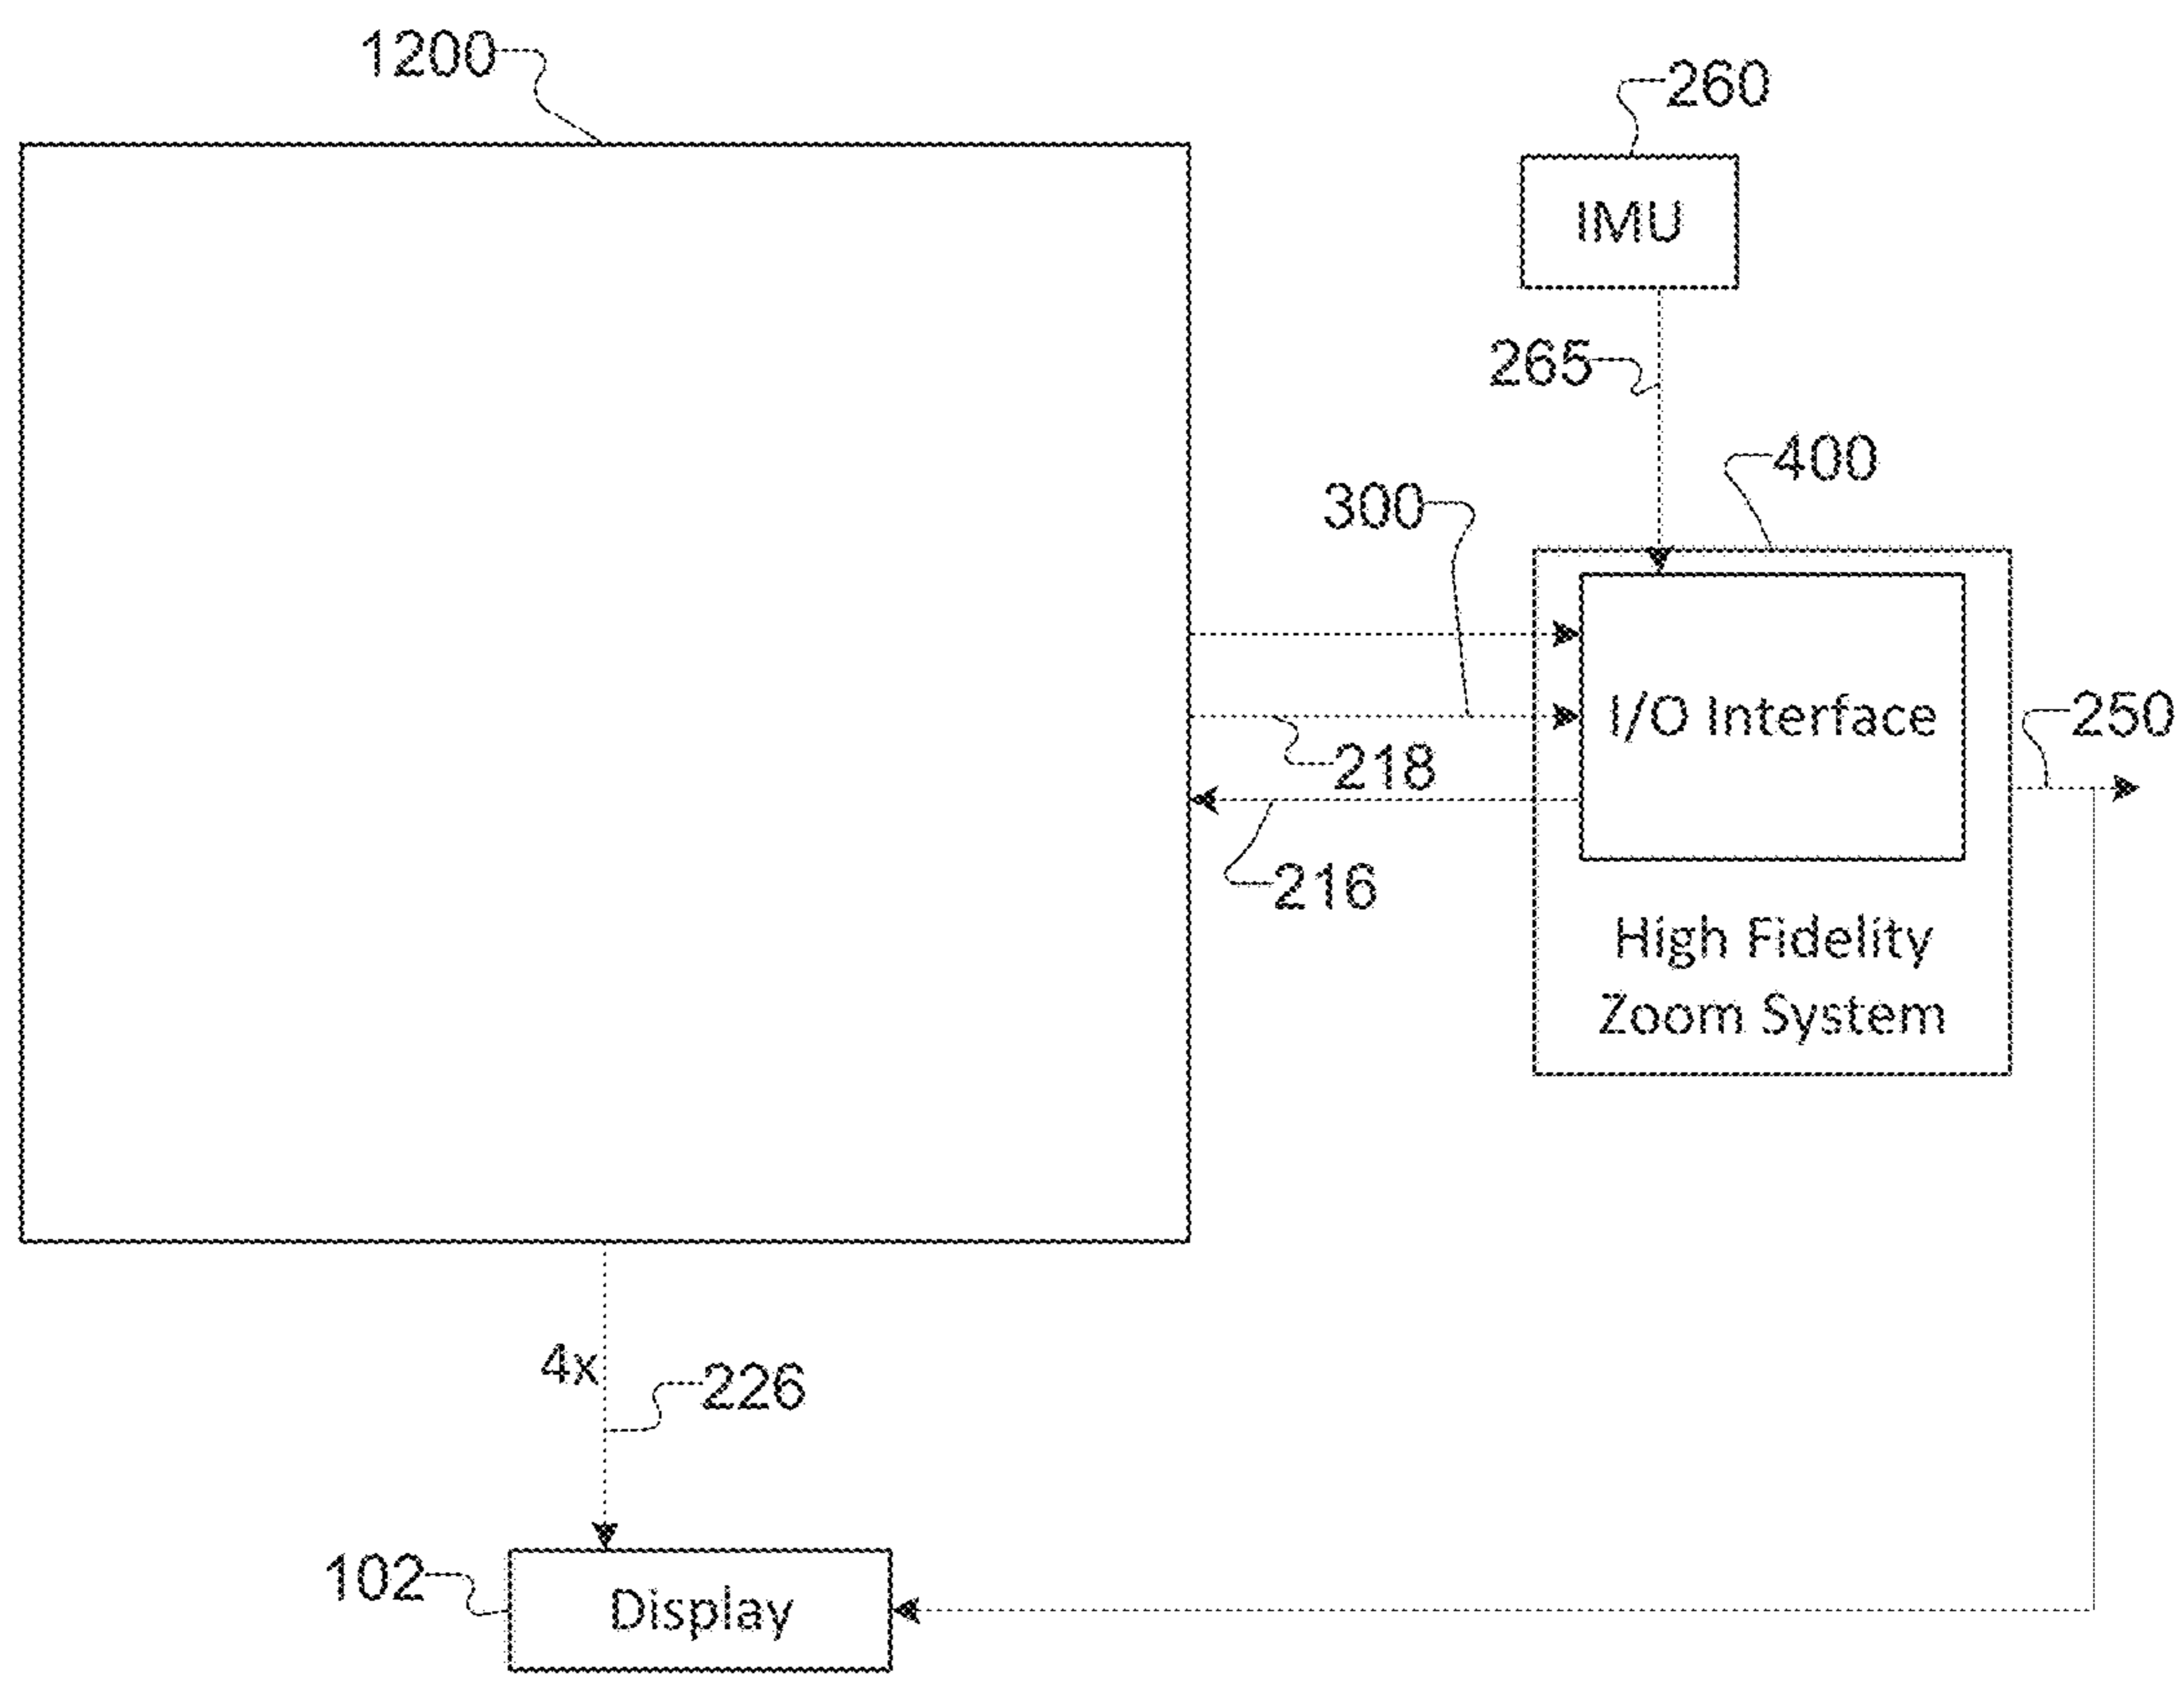 1200
260
IMU
265
400
300
I/O Interface
250
218
216
High Fidelity
Zoom System
4x
226
102
Display